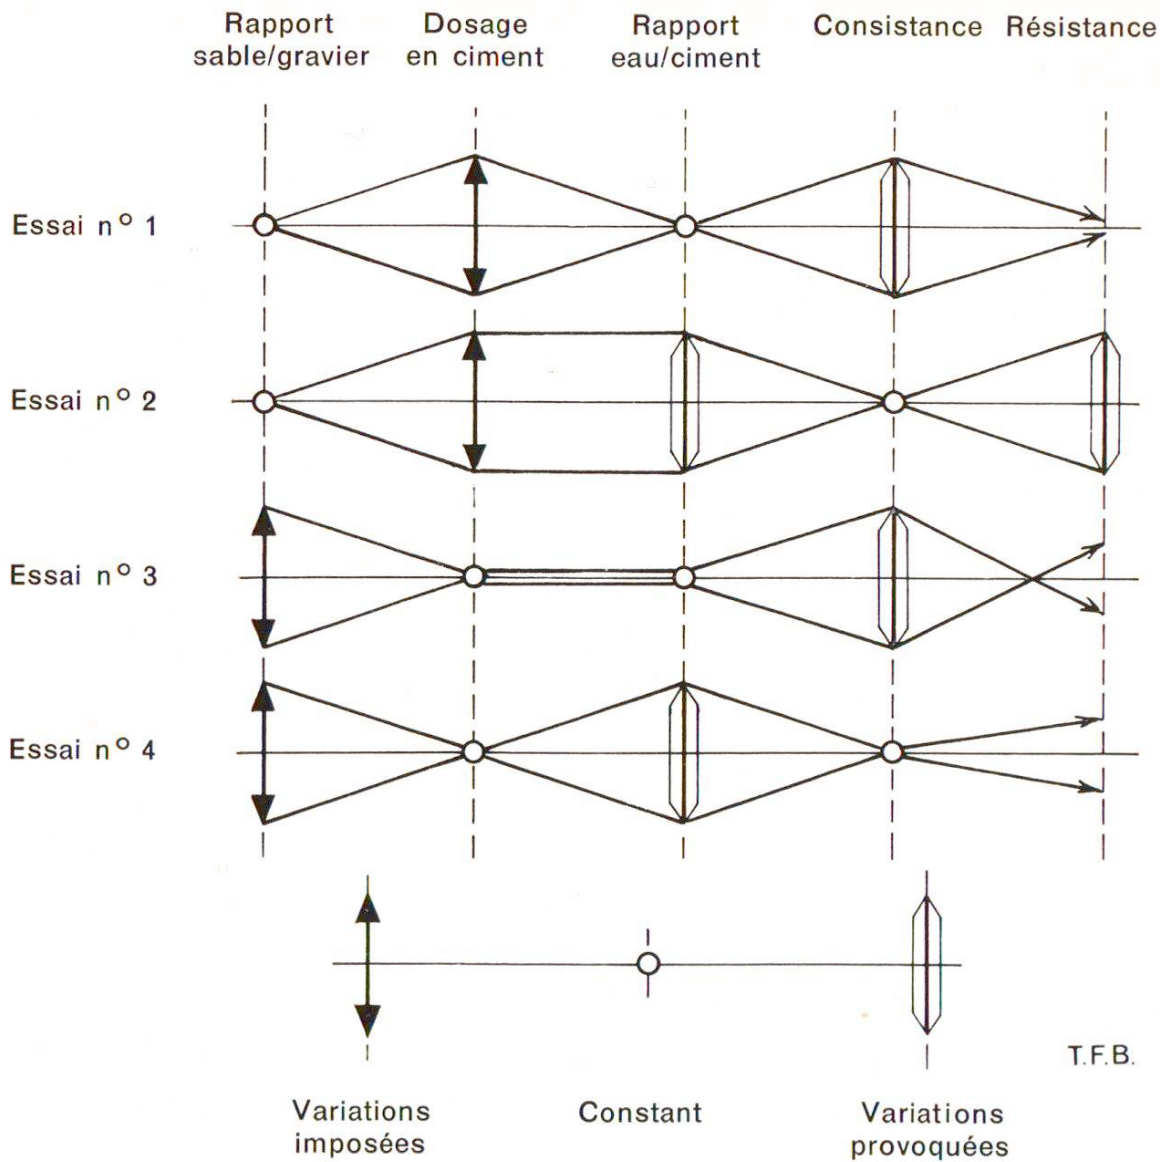 Rapport
sable/gravier
Dosage
en ciment
Rapport
eau/ciment
Consistance
Résistance
Essai n° 1
Essai n° 2
Essai n° 3
Essai n° 4
T.F.B.
Variations
imposées
Constant
Variations
provoquées